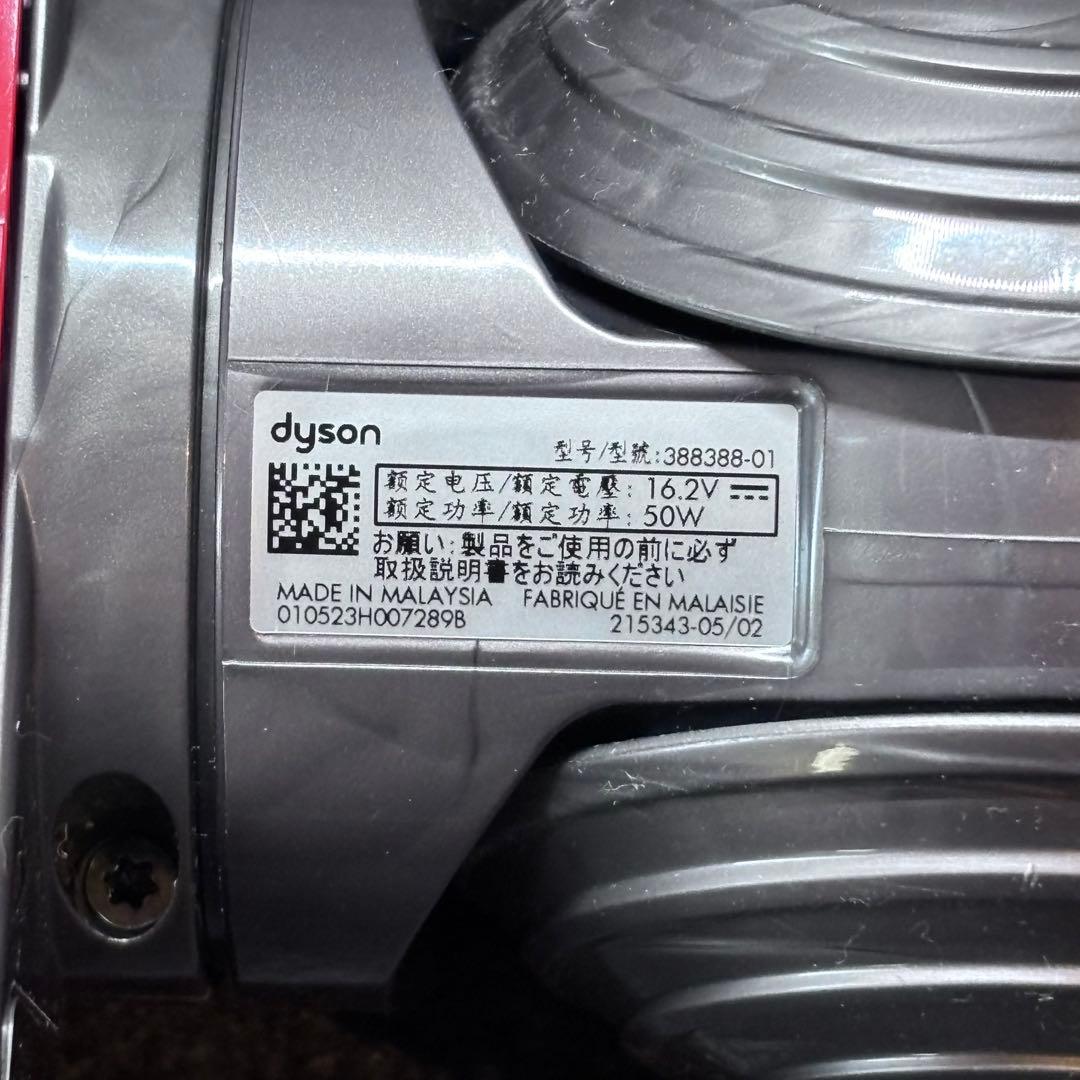 dyson
型号/型號:388388-01
额定电压/額定電壓: 16.2V
额定功率/額定功率: 50W
お願い:製品をご使用の前に必ず
取扱説明書をお読みください
MADE IN MALAYSIA FABRIQUÉ EN MALAISIE
010523H007289B 215343-05/02